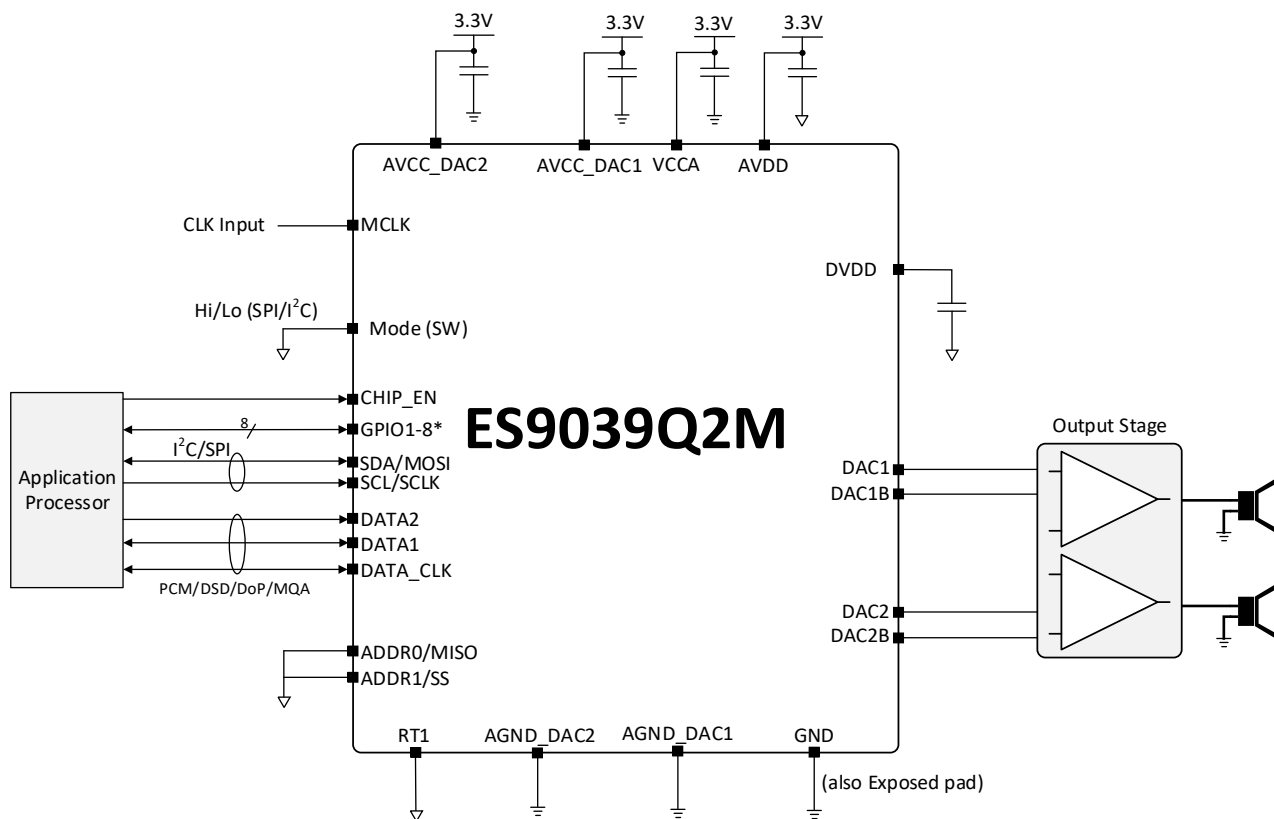 3.3V
3.3V
3.3V
3.3V
AVCC_DAC2
AVCC_DAC1
VCCA
AVDD
CLK Input
MCLK
DVDD
Hi/Lo (SPI/I²C)
Mode (SW)
CHIP_EN
8
GPIO1-8*
ES9039Q2M
I²C/SPI
SDA/MOSI
SCL/SCLK
Application
Processor
DATA2
DATA1
DATA_CLK
PCM/DSD/DoP/MQA
Output Stage
DAC1
DAC1B
DAC2
DAC2B
ADDR0/MISO
ADDR1/SS
RT1
AGND_DAC2
AGND_DAC1
GND
(also Exposed pad)